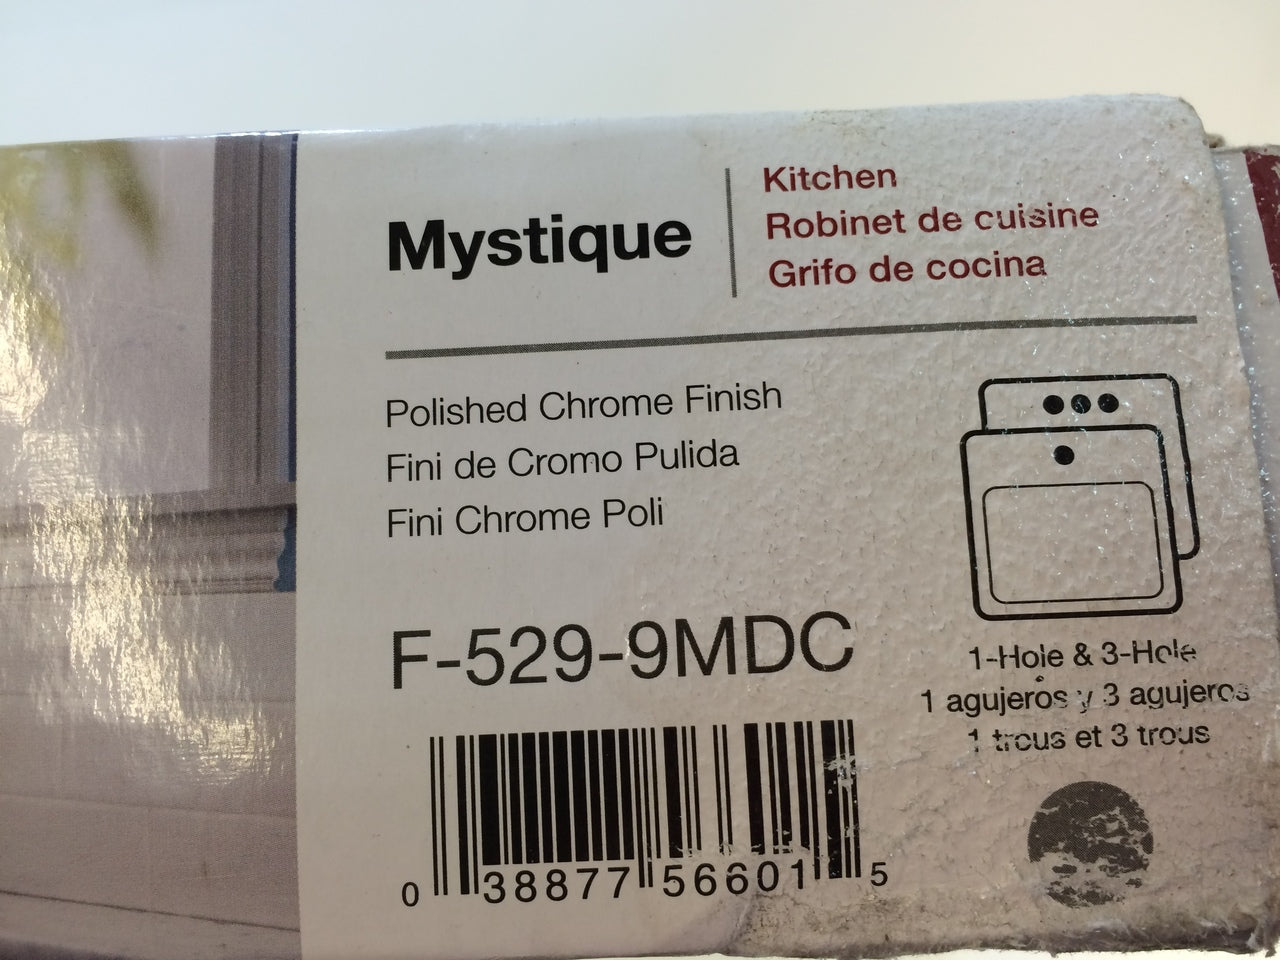 Mystique
Kitchen
Robinet de cuisine
Grifo de cocina
Polished Chrome Finish
Fini de Cromo Pulida
Fini Chrome Poli
F-529-9MDC
1-Hole & 3-Hole
1 agujeros y 3 agujeros
1 trous et 3 trous
0 38877 56601 5